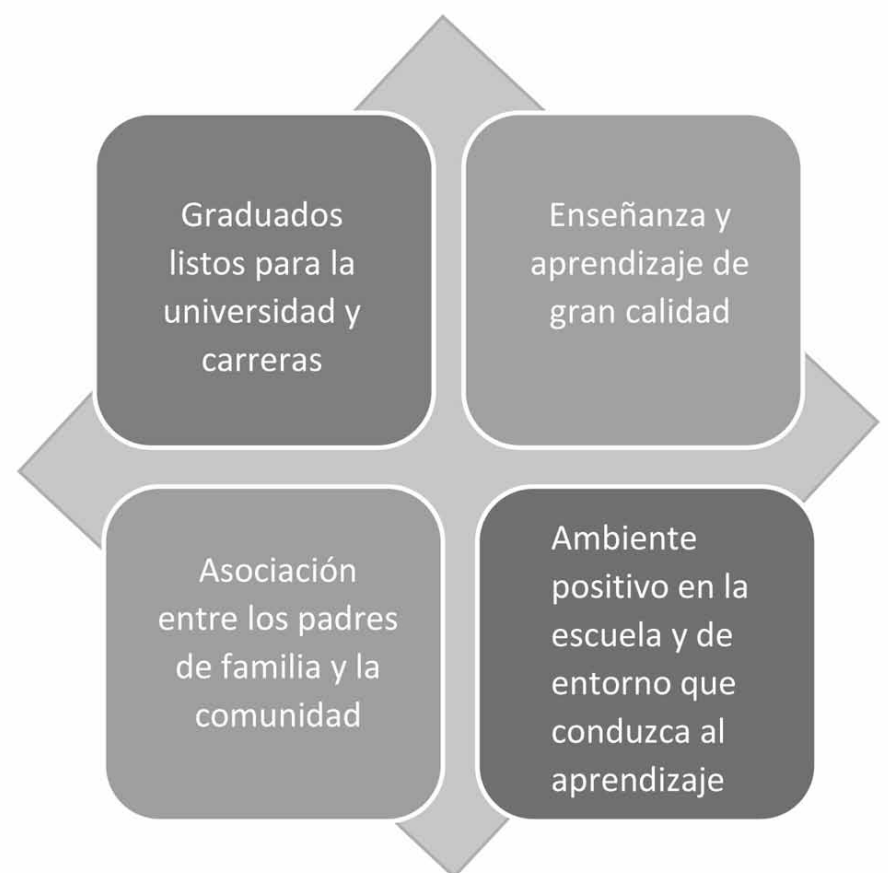 Graduados
listos para la
universidad y
carreras
Enseñanza y
aprendizaje de
gran calidad
Asociación
entre los padres
de familia y la
comunidad
Ambiente
positivo en la
escuela y de
entorno que
conduzca al
aprendizaje